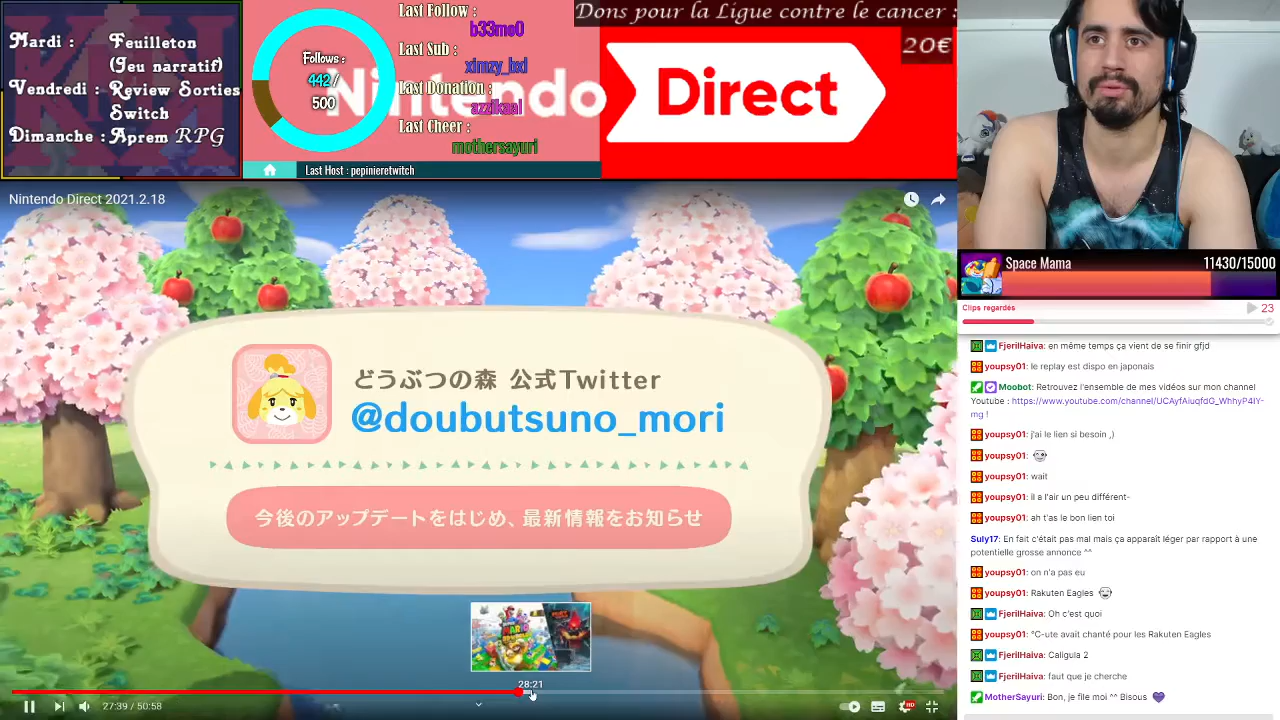 Mardi : Feuilleton
(Jeu narratif)
Vendredi : Review Sorties
Switch
Dimanche : Aprem RPG
Follows :
442 /
500
Last Follow :
b33mo0
Last Sub :
ximzy_bxl
Last Donation :
azzikaal
Last Cheer :
mothersayuri
Last Host : pepinieretwitch
Nintendo
Direct
Dons pour la Ligue contre le cancer :
20€
Nintendo Direct 2021.2.18
どうぶつの森 公式Twitter
@doubutsuno_mori
今後のアップデートをはじめ、最新情報をお知らせ
28:21
27:39 / 50:58
HD
Space Mama 11430/15000
Clips regardés 23
FjerilHaiva: en même temps ça vient de se finir gfjd
youpsy01: le replay est dispo en japonais
Moobot: Retrouvez l'ensemble de mes vidéos sur mon channel
Youtube : https://www.youtube.com/channel/UCAyfAiuqfdG_WhhyP4IY-
mg !
youpsy01: j'ai le lien si besoin ,)
youpsy01:
youpsy01: wait
youpsy01: il a l'air un peu différent-
youpsy01: ah t'as le bon lien toi
Suly17: En fait c'était pas mal mais ça apparaît léger par rapport à une
potentielle grosse annonce ^^
youpsy01: on n'a pas eu
youpsy01: Rakuten Eagles
FjerilHaiva: Oh c'est quoi
youpsy01: °C-ute avait chanté pour les Rakuten Eagles
FjerilHaiva: Caligula 2
FjerilHaiva: faut que je cherche
MotherSayuri: Bon, je file moi ^^ Bisous